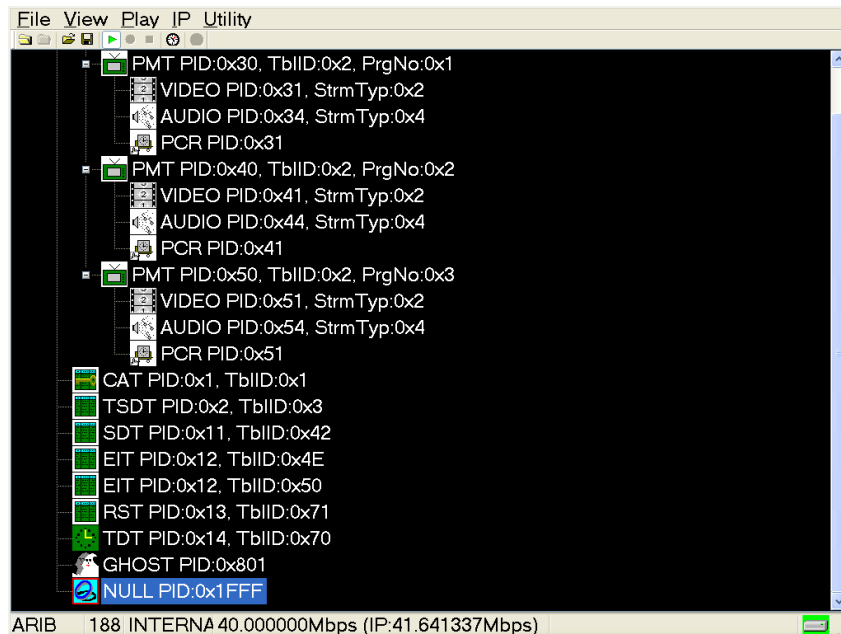 File View Play IP Utility
PMT PID:0x30, TblID:0x2, PrgNo:0x1
VIDEO PID:0x31, StrmTyp:0x2
AUDIO PID:0x34, StrmTyp:0x4
PCR PID:0x31
PMT PID:0x40, TblID:0x2, PrgNo:0x2
VIDEO PID:0x41, StrmTyp:0x2
AUDIO PID:0x44, StrmTyp:0x4
PCR PID:0x41
PMT PID:0x50, TblID:0x2, PrgNo:0x3
VIDEO PID:0x51, StrmTyp:0x2
AUDIO PID:0x54, StrmTyp:0x4
PCR PID:0x51
CAT PID:0x1, TblID:0x1
TSDT PID:0x2, TblID:0x3
SDT PID:0x11, TblID:0x42
EIT PID:0x12, TblID:0x4E
EIT PID:0x12, TblID:0x50
RST PID:0x13, TblID:0x71
TDT PID:0x14, TblID:0x70
GHOST PID:0x801
NULL PID:0x1FFF
ARIB 188 INTERNA 40.000000Mbps (IP:41.641337Mbps)